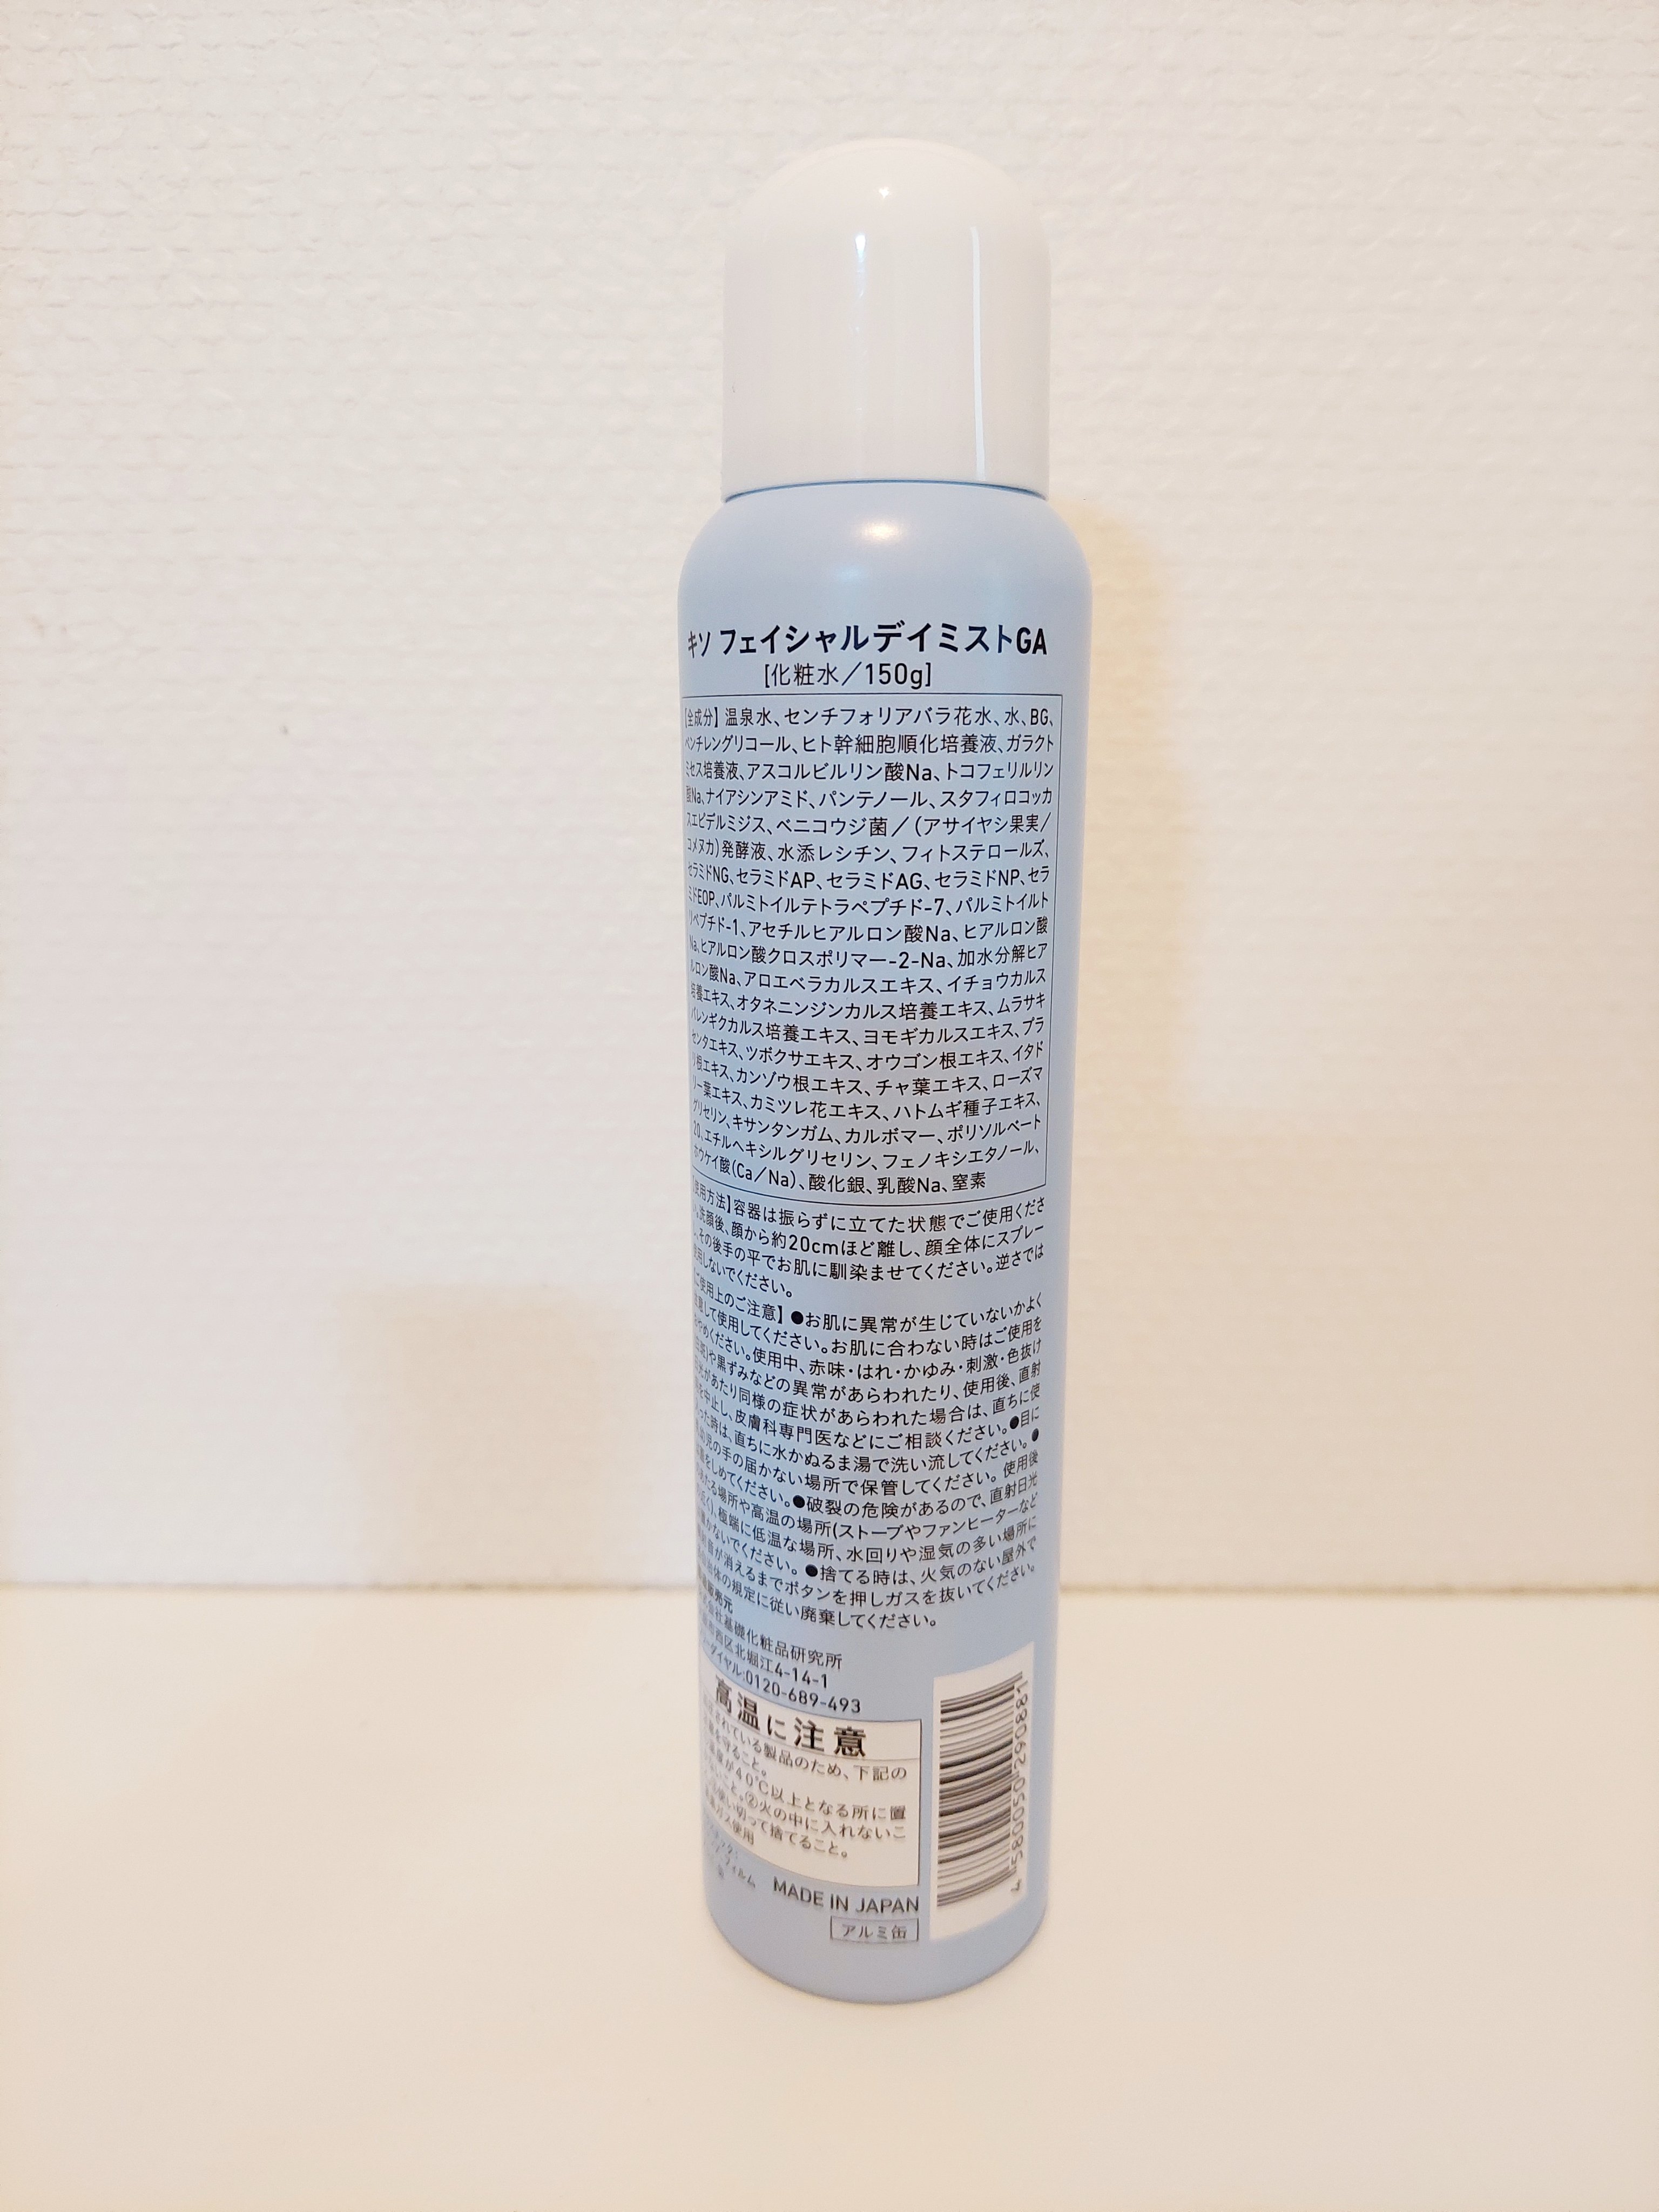 キソ フェイシャルデイミストGA
[化粧水／150g]
【全成分】温泉水、センチフォリアバラ花水、水、BG、
ペンチレングリコール、ヒト幹細胞順化培養液、ガラクト
ミセス培養液、アスコルビルリン酸Na、トコフェリルリン
酸Na、ナイアシンアミド、パンテノール、スタフィロコッカ
スエピデルミジス、ベニコウジ菌／（アサイヤシ果実／
コメヌカ）発酵液、水添レシチン、フィトステロールズ、
セラミドNG、セラミドAP、セラミドAG、セラミドNP、セラ
ミドEOP、パルミトイルテトラペプチド-7、パルミトイルト
リペプチド-1、アセチルヒアルロン酸Na、ヒアルロン酸
Na、ヒアルロン酸クロスポリマー-2-Na、加水分解ヒア
ルロン酸Na、アロエベラカルスエキス、イチョウカルス
培養エキス、オタネニンジンカルス培養エキス、ムラサキ
バレンギクカルス培養エキス、ヨモギカルスエキス、プラ
センタエキス、ツボクサエキス、オウゴン根エキス、イタド
リ根エキス、カンゾウ根エキス、チャ葉エキス、ローズマ
リー葉エキス、カミツレ花エキス、ハトムギ種子エキス、
グリセリン、キサンタンガム、カルボマー、ポリソルベート
20、エチルヘキシルグリセリン、フェノキシエタノール、
ホウケイ酸（Ca／Na）、酸化銀、乳酸Na、窒素
【使用方法】容器は振らずに立てた状態でご使用くださ
い。洗顔後、顔から約20cmほど離し、顔全体にスプレー
し、その後手の平でお肌に馴染ませてください。逆さでは
使用しないでください。
【ご使用上のご注意】●お肌に異常が生じていないかよく
注意して使用してください。お肌に合わない時はご使用を
おやめください。使用中、赤味・はれ・かゆみ・刺激・色抜け
や黒ずみなどの異常があらわれたり、使用後、直射
があたり同様の症状があらわれた場合は、直ちに使
を中止し、皮膚科専門医などにご相談ください。●目に
った時は、直ちに水かぬるま湯で洗い流してください。●
児の手の届かない場所で保管してください。使用後
をしめてください。●破裂の危険があるので、直射日光
あたる場所や高温の場所(ストーブやファンヒーターなど
近く)、極端に低温な場所、水回りや湿気の多い場所に
置かないでください。●捨てる時は、火気のない屋外で
音が消えるまでボタンを押しガスを抜いてください。
の規定に従い廃棄してください。
販売元
基礎化粧品研究所
西区北堀江4-14-1
ダイヤル:0120-689-493
高温に注意
されている製品のため、下記の
を守ること。
が40℃以上となる所に置
こと。②火の中に入れないこ
使い切って捨てること。
ガス使用
フィルム
MADE IN JAPAN
アルミ缶
4 580050 290881